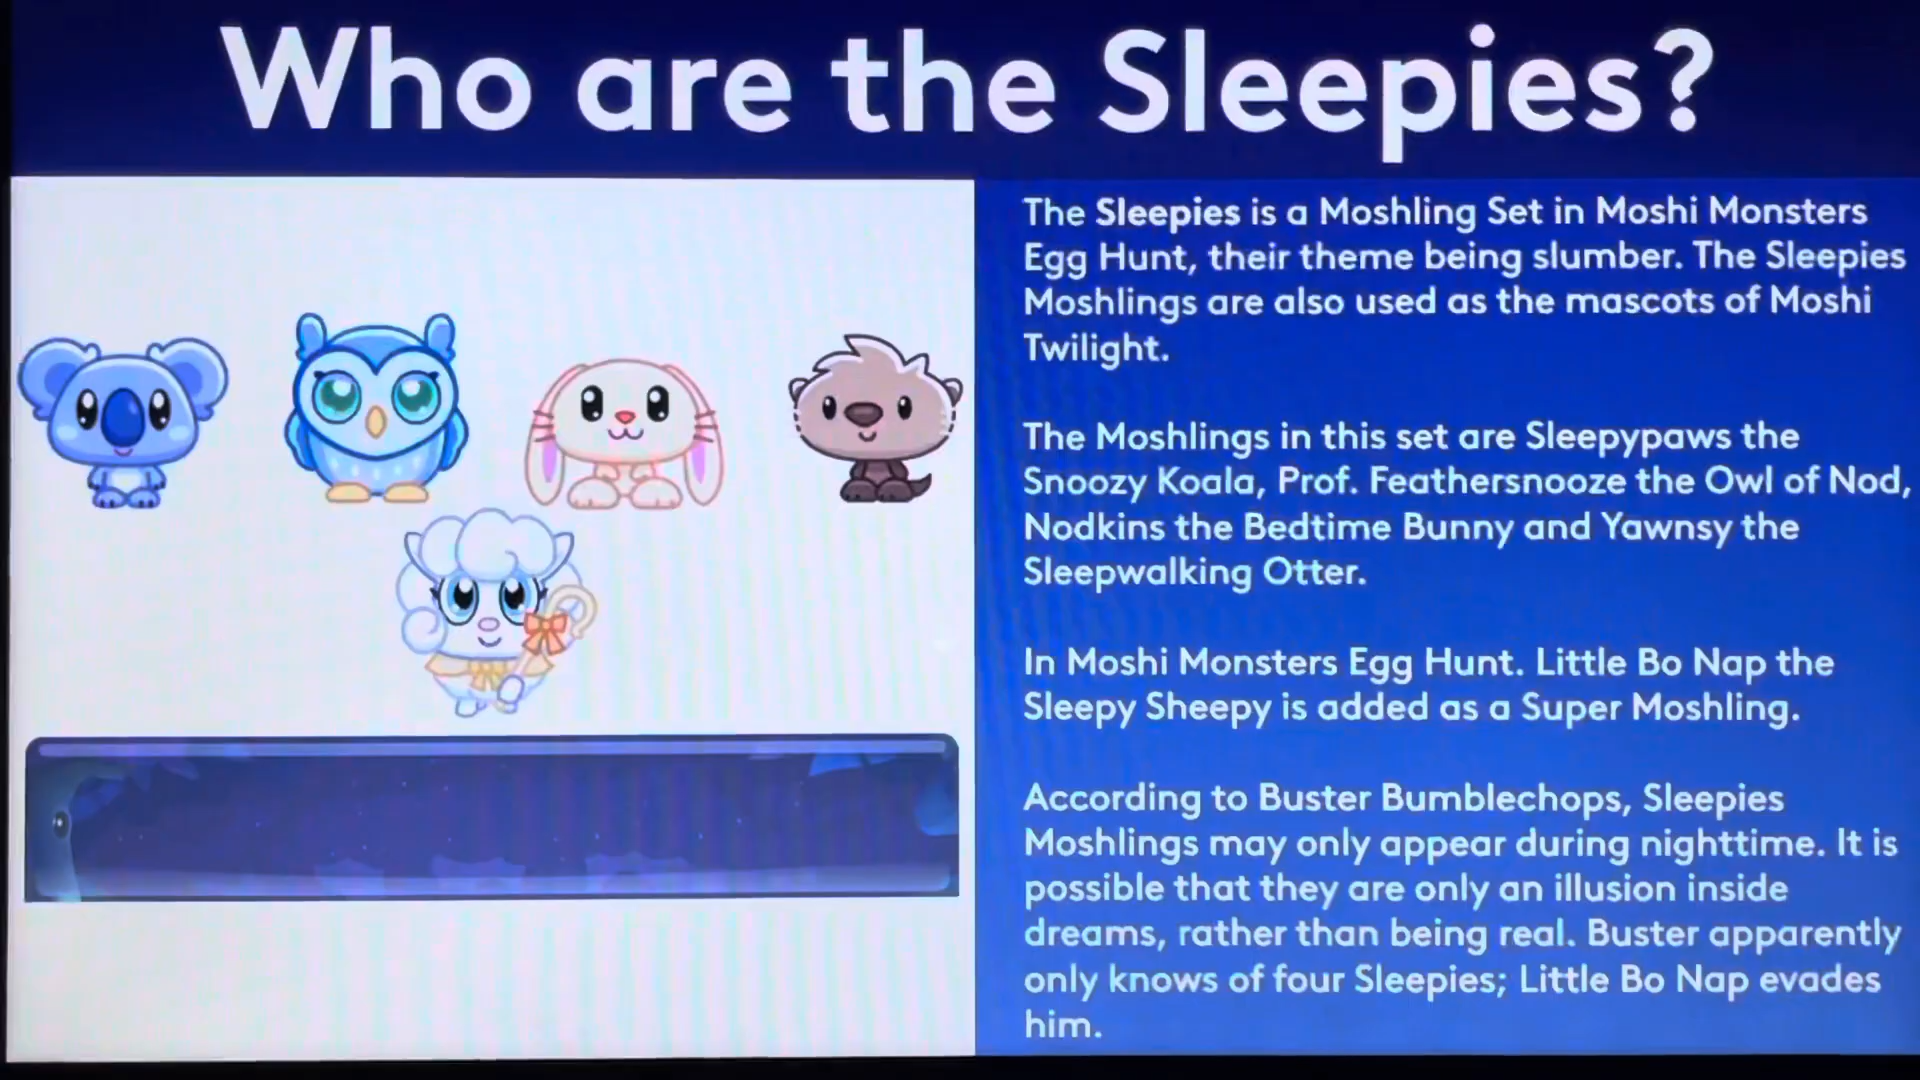 Who are the Sleepies?
The Sleepies is a Moshling Set in Moshi Monsters
Egg Hunt, their theme being slumber. The Sleepies
Moshlings are also used as the mascots of Moshi
Twilight.
The Moshlings in this set are Sleepypaws the
Snoozy Koala, Prof. Feathersnooze the Owl of Nod,
Nodkins the Bedtime Bunny and Yawnsy the
Sleepwalking Otter.
In Moshi Monsters Egg Hunt. Little Bo Nap the
Sleepy Sheepy is added as a Super Moshling.
According to Buster Bumblechops, Sleepies
Moshlings may only appear during nighttime. It is
possible that they are only an illusion inside
dreams, rather than being real. Buster apparently
only knows of four Sleepies; Little Bo Nap evades
him.